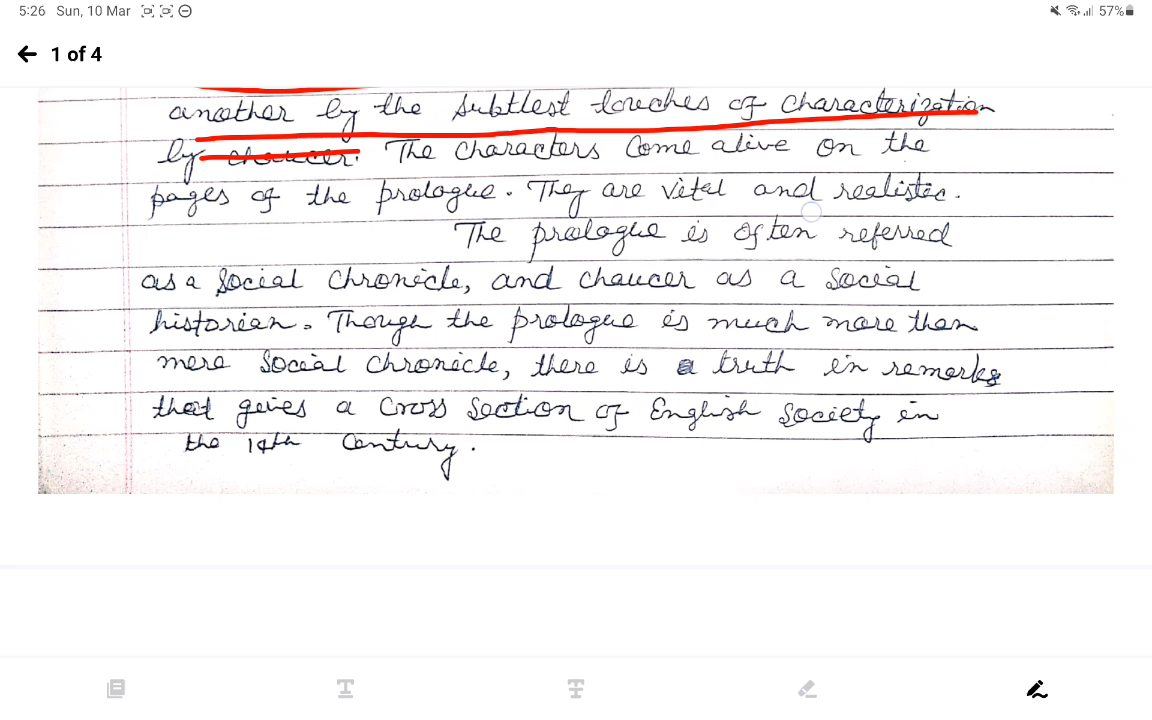 5:26 Sun, 10 Mar
57%
1 of 4
another by the subtlest touches of characterization
by chaucer. The characters Come alive on the
pages of the prologue. They are vital and realistic.
The prologue is often referred
as a Social Chronicle, and chaucer as a Social
historian. Though the prologue is much more than
mere Social Chronicle, there is a truth in remarks
that gives a Cross Section of English Society in
the 14th Century.